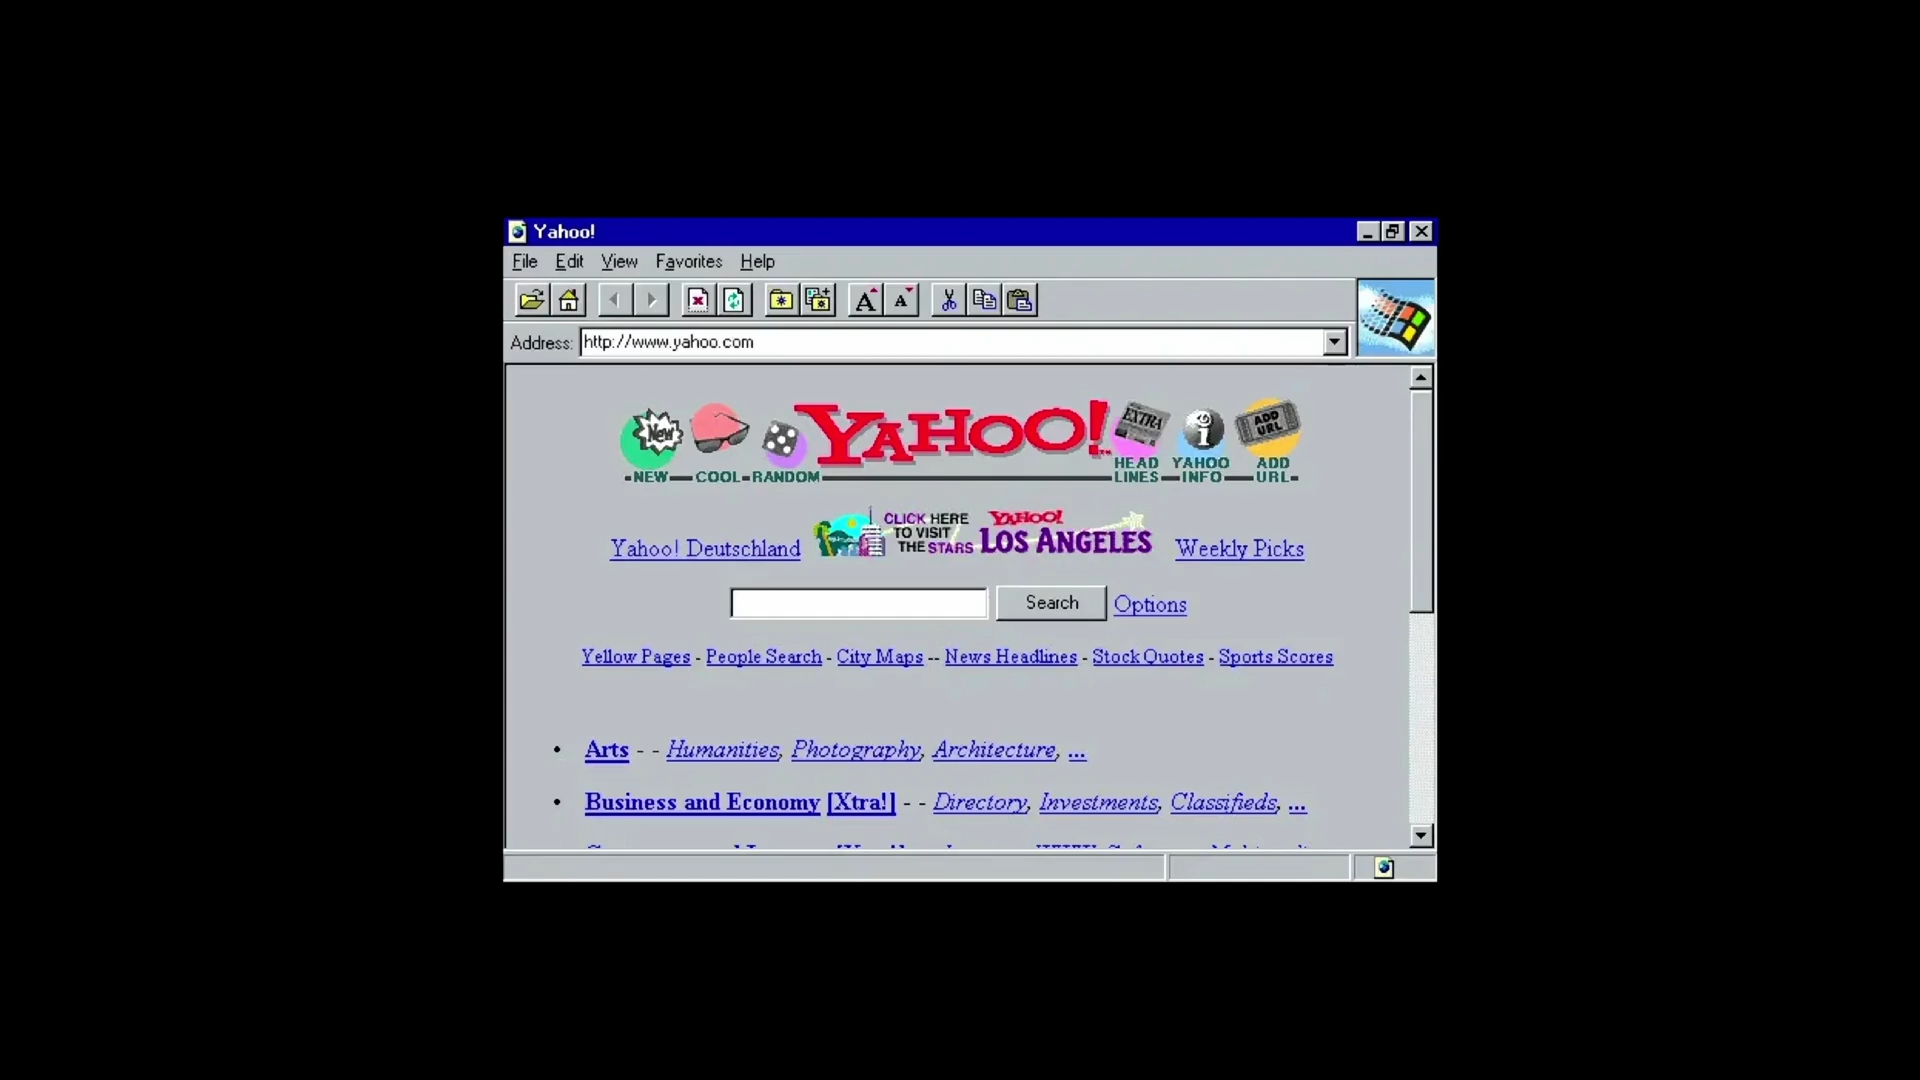 Yahoo!
File Edit View Favorites Help
A A
Address: http://www.yahoo.com
New EXTRA i ADD URL
YAHOO!
NEW COOL RANDOM HEAD LINES YAHOO INFO ADD URL
Yahoo! Deutschland CLICK HERE TO VISIT THE STARS YAHOO! LOS ANGELES Weekly Picks
Search Options
Yellow Pages - People Search - City Maps -- News Headlines - Stock Quotes - Sports Scores
• Arts - - Humanities, Photography, Architecture, ...
• Business and Economy [Xtra!] - - Directory, Investments, Classifieds, ...